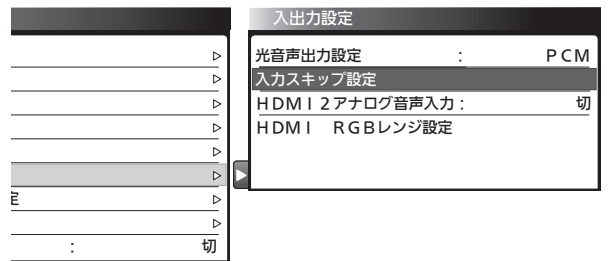 入出力設定
光音声出力設定 : PCM
入力スキップ設定
HDMI2アナログ音声入力: 切
HDMI RGBレンジ設定
定
: 切